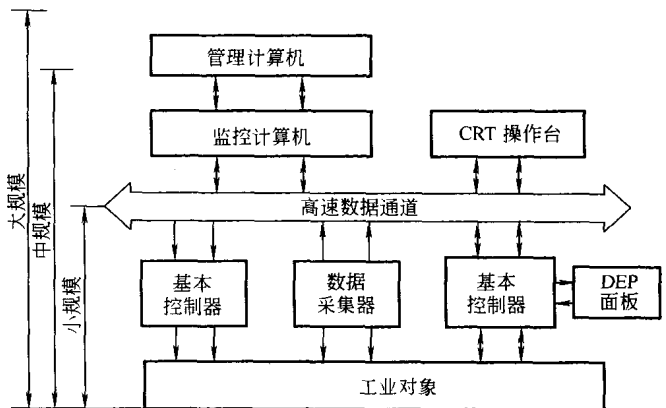 管理计算机
监控计算机
CRT 操作台
高速数据通道
基本
控制器
数据
采集器
基本
控制器
DEP
面板
工业对象
大规模
中规模
小规模